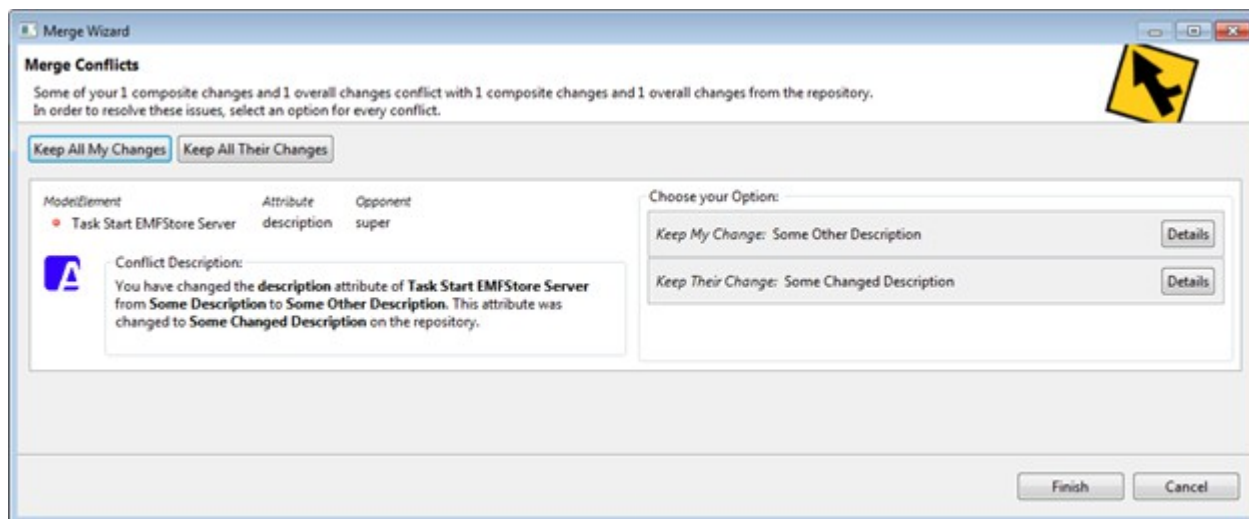 Merge Wizard
Merge Conflicts
Some of your 1 composite changes and 1 overall changes conflict with 1 composite changes and 1 overall changes from the repository.
In order to resolve these issues, select an option for every conflict.
Keep All My Changes Keep All Their Changes
ModelElement Attribute Opponent
Task Start EMFStore Server description super
Conflict Description:
You have changed the description attribute of Task Start EMFStore Server
from Some Description to Some Other Description. This attribute was
changed to Some Changed Description on the repository.
Choose your Option:
Keep My Change: Some Other Description Details
Keep Their Change: Some Changed Description Details
Finish Cancel